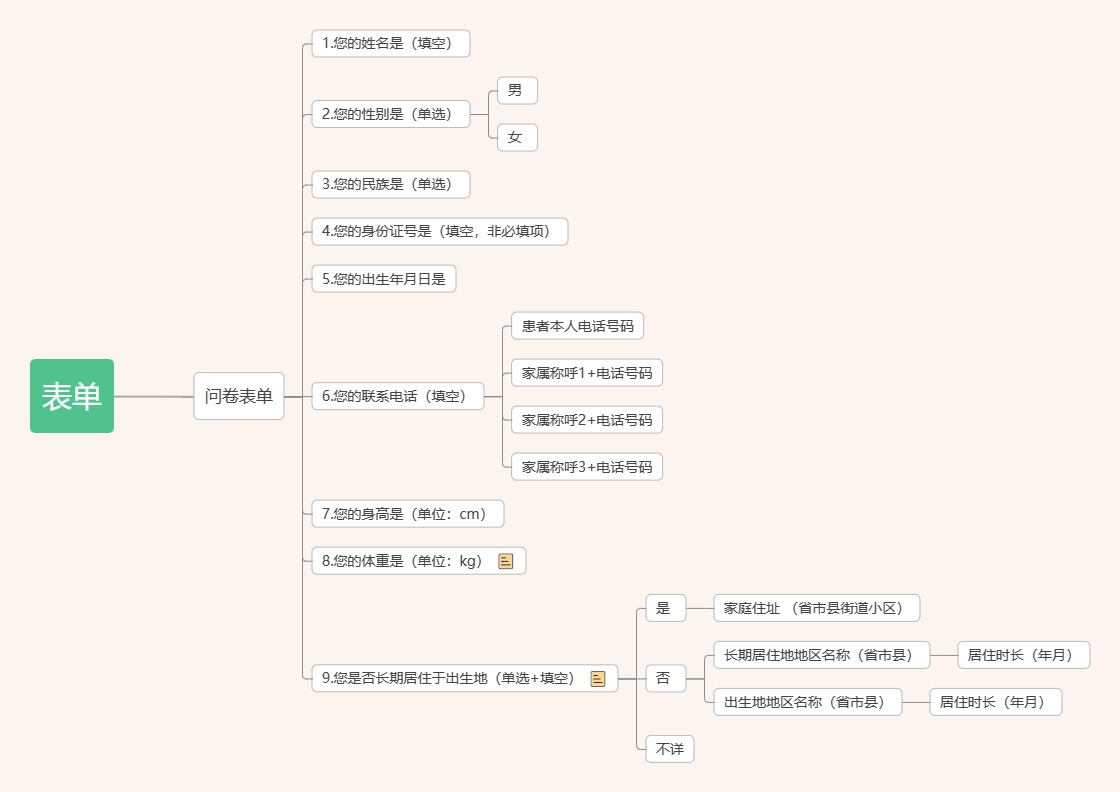 表单
问卷表单
1.您的姓名是（填空）
2.您的性别是（单选）
男
女
3.您的民族是（单选）
4.您的身份证号是（填空，非必填项）
5.您的出生年月日是
6.您的联系电话（填空）
患者本人电话号码
家属称呼1+电话号码
家属称呼2+电话号码
家属称呼3+电话号码
7.您的身高是（单位：cm）
8.您的体重是（单位：kg）
9.您是否长期居住于出生地（单选+填空）
是
家庭住址 （省市县街道小区）
否
长期居住地地区名称（省市县）
居住时长（年月）
出生地地区名称（省市县）
居住时长（年月）
不详